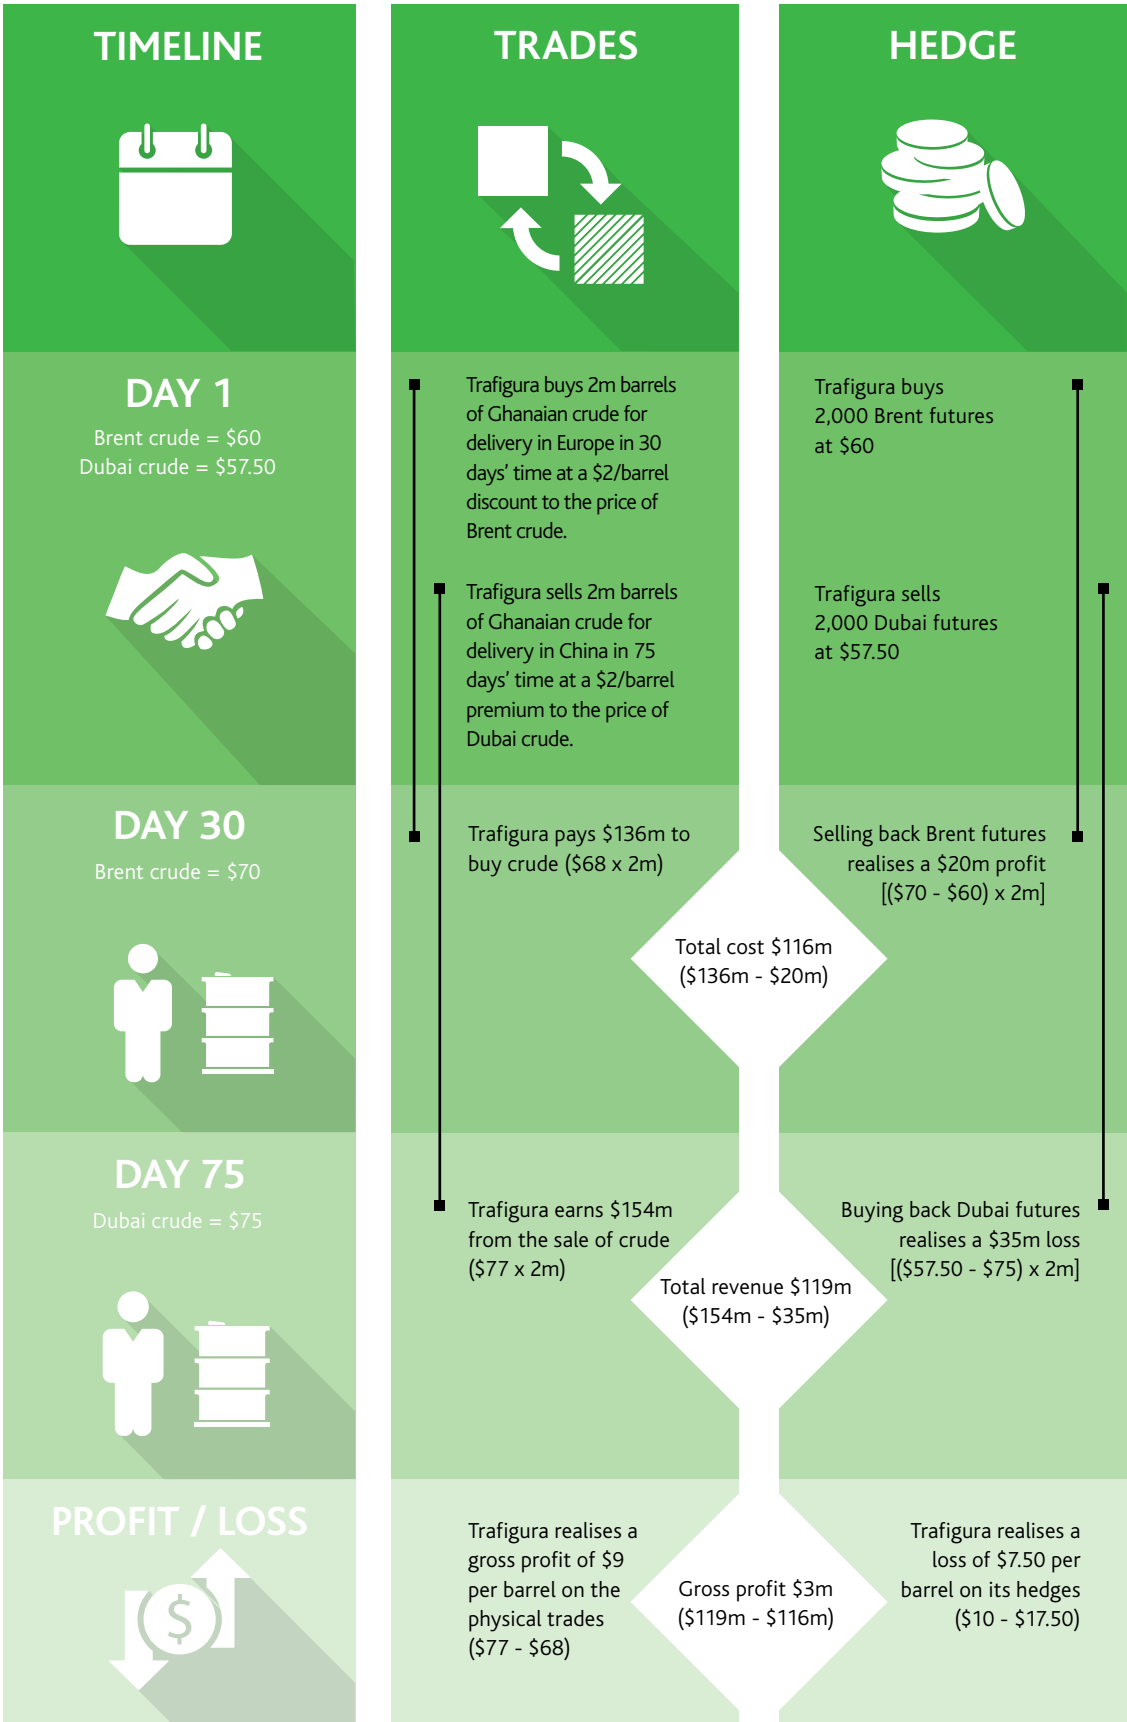 TIMELINE
TRADES
HEDGE
DAY 1
Brent crude = $60
Dubai crude = $57.50
Trafigura buys 2m barrels
of Ghanaian crude for
delivery in Europe in 30
days' time at a $2/barrel
discount to the price of
Brent crude.
Trafigura sells 2m barrels
of Ghanaian crude for
delivery in China in 75
days' time at a $2/barrel
premium to the price of
Dubai crude.
Trafigura buys
2,000 Brent futures
at $60
Trafigura sells
2,000 Dubai futures
at $57.50
DAY 30
Brent crude = $70
Trafigura pays $136m to
buy crude ($68 x 2m)
Selling back Brent futures
realises a $20m profit
[($70 - $60) x 2m]
Total cost $116m
($136m - $20m)
DAY 75
Dubai crude = $75
Trafigura earns $154m
from the sale of crude
($77 x 2m)
Buying back Dubai futures
realises a $35m loss
[($57.50 - $75) x 2m]
Total revenue $119m
($154m - $35m)
PROFIT / LOSS
$
Trafigura realises a
gross profit of $9
per barrel on the
physical trades
($77 - $68)
Gross profit $3m
($119m - $116m)
Trafigura realises a
loss of $7.50 per
barrel on its hedges
($10 - $17.50)